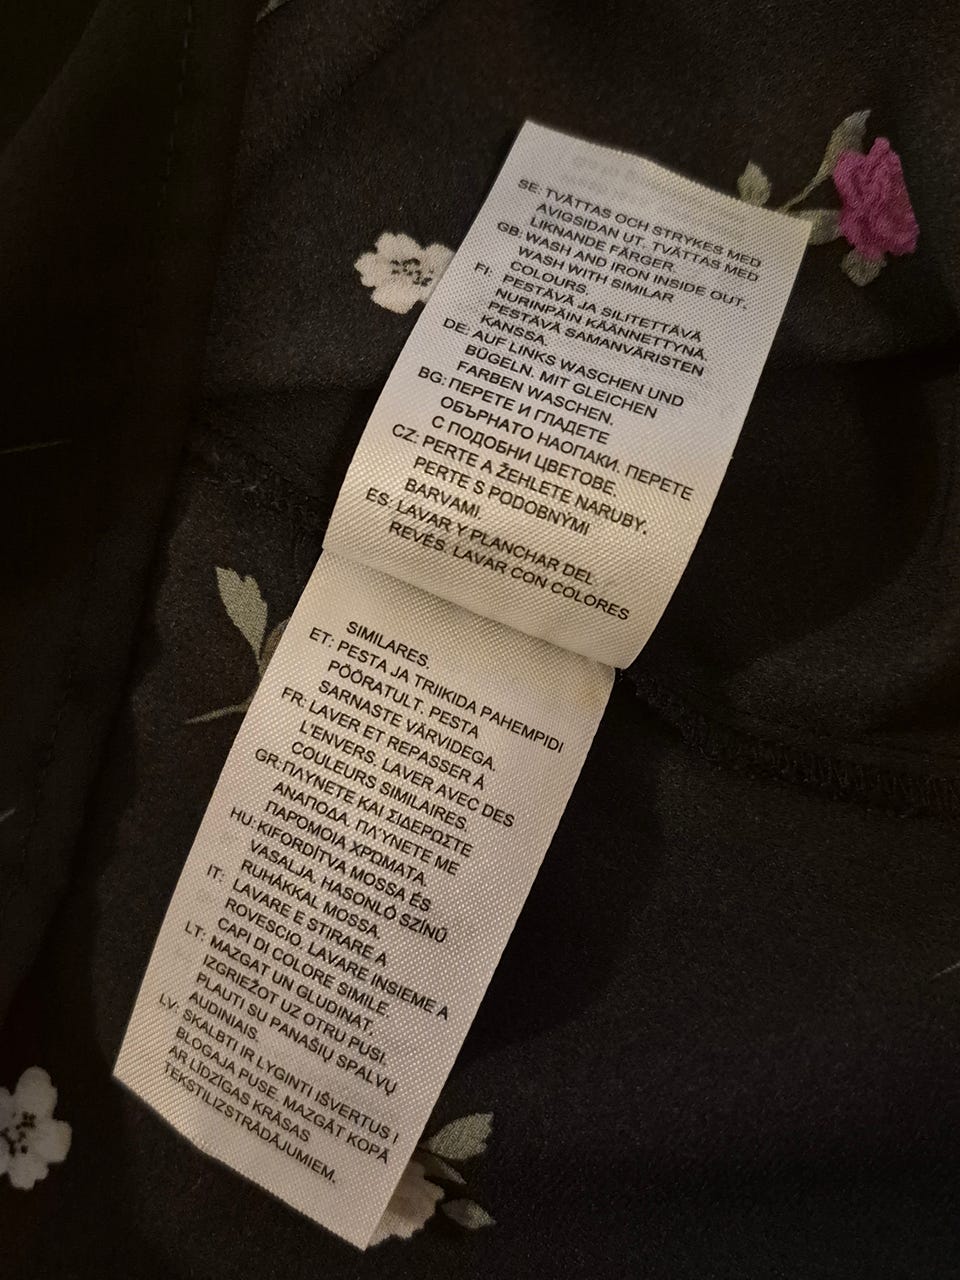 SE: TVÄTTAS OCH STRYKES MED
AVIGSIDAN UT. TVÄTTAS MED
LIKNANDE FÄRGER.
GB: WASH AND IRON INSIDE OUT.
WASH WITH SIMILAR
COLOURS.
FI: PESTÄVÄ JA SILITETTÄVÄ
NURINPÄIN KÄÄNNETTYNÄ.
PESTÄVÄ SAMANVÄRISTEN
KANSSA.
DE: AUF LINKS WASCHEN UND
BÜGELN. MIT GLEICHEN
FARBEN WASCHEN.
BG: ПЕРЕТЕ И ГЛАДЕТЕ
ОБЪРНАТО НАОПАКИ. ПЕРЕТЕ
С ПОДОБНИ ЦВЕТОВЕ.
CZ: PERTE A ŽEHLETE NARUBY.
PERTE S PODOBNÝMI
BARVAMI.
ES: LAVAR Y PLANCHAR DEL
REVÉS. LAVAR CON COLORES
SIMILARES.
ET: PESTA JA TRIIKIDA PAHEMPIDI
PÖÖRATULT. PESTA
SARNASTE VÄRVIDEGA.
FR: LAVER ET REPASSER À
L'ENVERS. LAVER AVEC DES
COULEURS SIMILAIRES.
GR: ΠΛΥΝΕΤΕ ΚΑΙ ΣΙΔΕΡΩΣΤΕ
ΑΝΑΠΟΔΑ. ΠΛΥΝΕΤΕ ΜΕ
ΠΑΡΟΜΟΙΑ ΧΡΩΜΑΤΑ.
HU: KIFORDÍTVA MOSSA ÉS
VASALJA, HASONLÓ SZÍNŰ
RUHÁKKAL MOSSA.
IT: LAVARE E STIRARE A
ROVESCIO. LAVARE INSIEME A
CAPI DI COLORE SIMILE.
LT: MAZGĀT UN GLUDINĀT,
IZGRIEŽOT UZ OTRU PUSI.
PLAUTI SU PANAŠIŲ SPALVŲ
AUDINIAIS.
LV: SKALBTI IR LYGINTI IŠVERTUS Į
BLOGĄJA PUSE. MAZGĀT KOPĀ
AR LĪDZĪGAS KRĀSAS
TEKSTILIZSTRĀDĀJUMIEM.